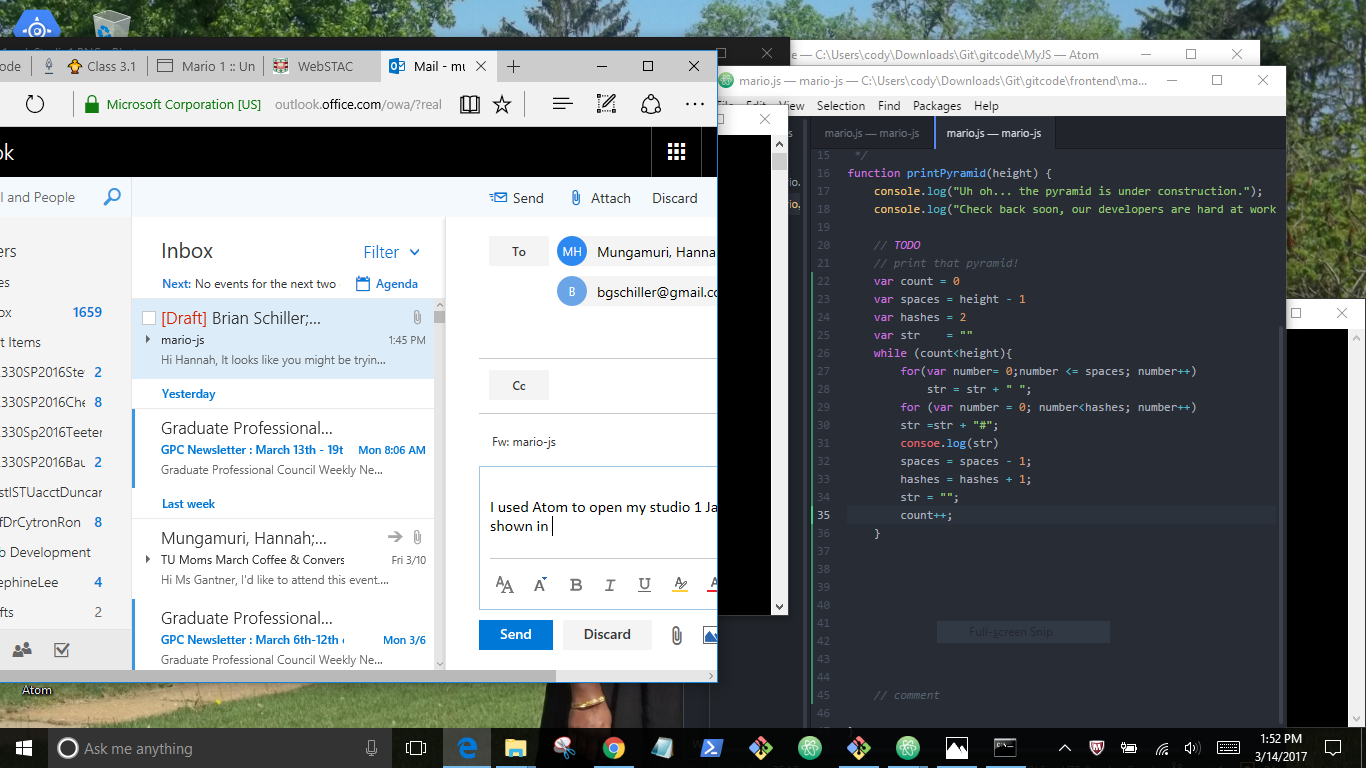 — C:\Users\cody\Downloads\Git\gitcode\MyJS — Atom
ode
Class 3.1
Mario 1 :: Un
WebSTAC
Mail - mu
Microsoft Corporation [US]
outlook.office.com/owa/?real
ok
l and People
Send
Attach
Discard
ers
es
ox 1659
t Items
330SP2016Ste 2
330SP2016Che 8
330Sp2016Teeter
330SP2016Bau 2
stISTUacctDuncar
fDrCytronRon 8
b Development
ephineLee 4
fts 2
Inbox
Filter
Next: No events for the next two
Agenda
[Draft] Brian Schiller;...
mario-js 1:45 PM
Hi Hannah, It looks like you might be tryin...
Yesterday
Graduate Professional...
GPC Newsletter : March 13th - 19t Mon 8:06 AM
Graduate Professional Council Weekly Ne...
Last week
Mungamuri, Hannah;...
TU Moms March Coffee & Convers Fri 3/10
Hi Ms Gantner, I'd like to attend this event....
Graduate Professional...
GPC Newsletter : March 6th-12th Mon 3/6
Graduate Professional Council Weekly Ne...
To
MH Mungamuri, Hanna
B bgschiller@gmail.co
Cc
Fw: mario-js
I used Atom to open my studio 1 Ja
shown in
Send
Discard
mario.js — mario-js — C:\Users\cody\Downloads\Git\gitcode\frontend\ma...
File Edit View Selection Find Packages Help
mario.js — mario-js
mario.js — mario-js
15 */
16 function printPyramid(height) {
17 console.log("Uh oh... the pyramid is under construction.");
18 console.log("Check back soon, our developers are hard at work
19
20 // TODO
21 // print that pyramid!
22 var count = 0
23 var spaces = height - 1
24 var hashes = 2
25 var str = ""
26 while (count<height){
27 for(var number= 0;number <= spaces; number++)
28 str = str + " ";
29 for (var number = 0; number<hashes; number++)
30 str =str + "#";
31 consoe.log(str)
32 spaces = spaces - 1;
33 hashes = hashes + 1;
34 str = "";
35 count++;
36 }
37
38
39
40
41
42
43
44
45 // comment
46
Full-screen Snip
Atom
Ask me anything
1:52 PM
3/14/2017